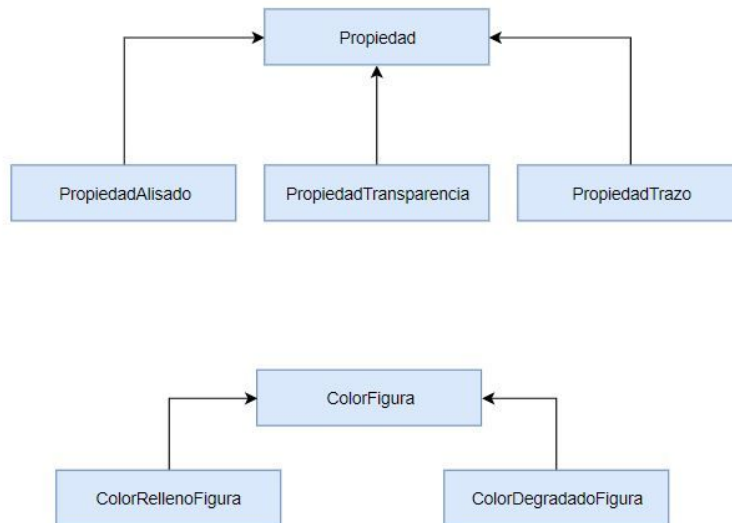 Propiedad
PropiedadAlisado
PropiedadTransparencia
PropiedadTrazo
ColorFigura
ColorRellenoFigura
ColorDegradadoFigura